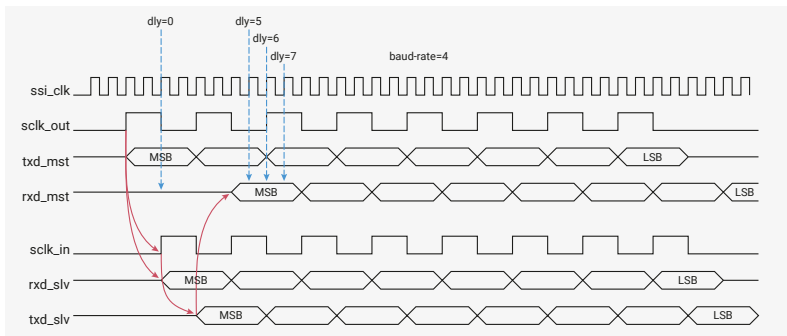 dly=0
dly=5
dly=6
dly=7
baud-rate=4
ssi_clk
sclk_out
txd_mst MSB LSB
rxd_mst MSB LSB
sclk_in
rxd_slv MSB LSB
txd_slv MSB LSB